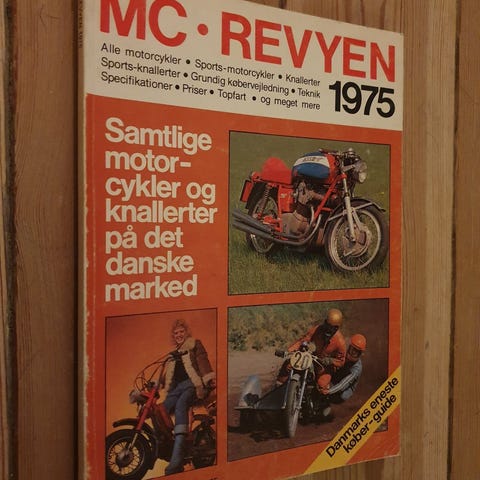 MC · REVYEN
Alle motorcykler • Sports-motorcykler • Knallerter
Sports-knallerter • Grundig købervejledning • Teknik
Specifikationer • Priser • Topfart • og meget mere
1975
Samtlige
motor-
cykler og
knallerter
på det
danske
marked
20
Danmarks eneste
køber-guide